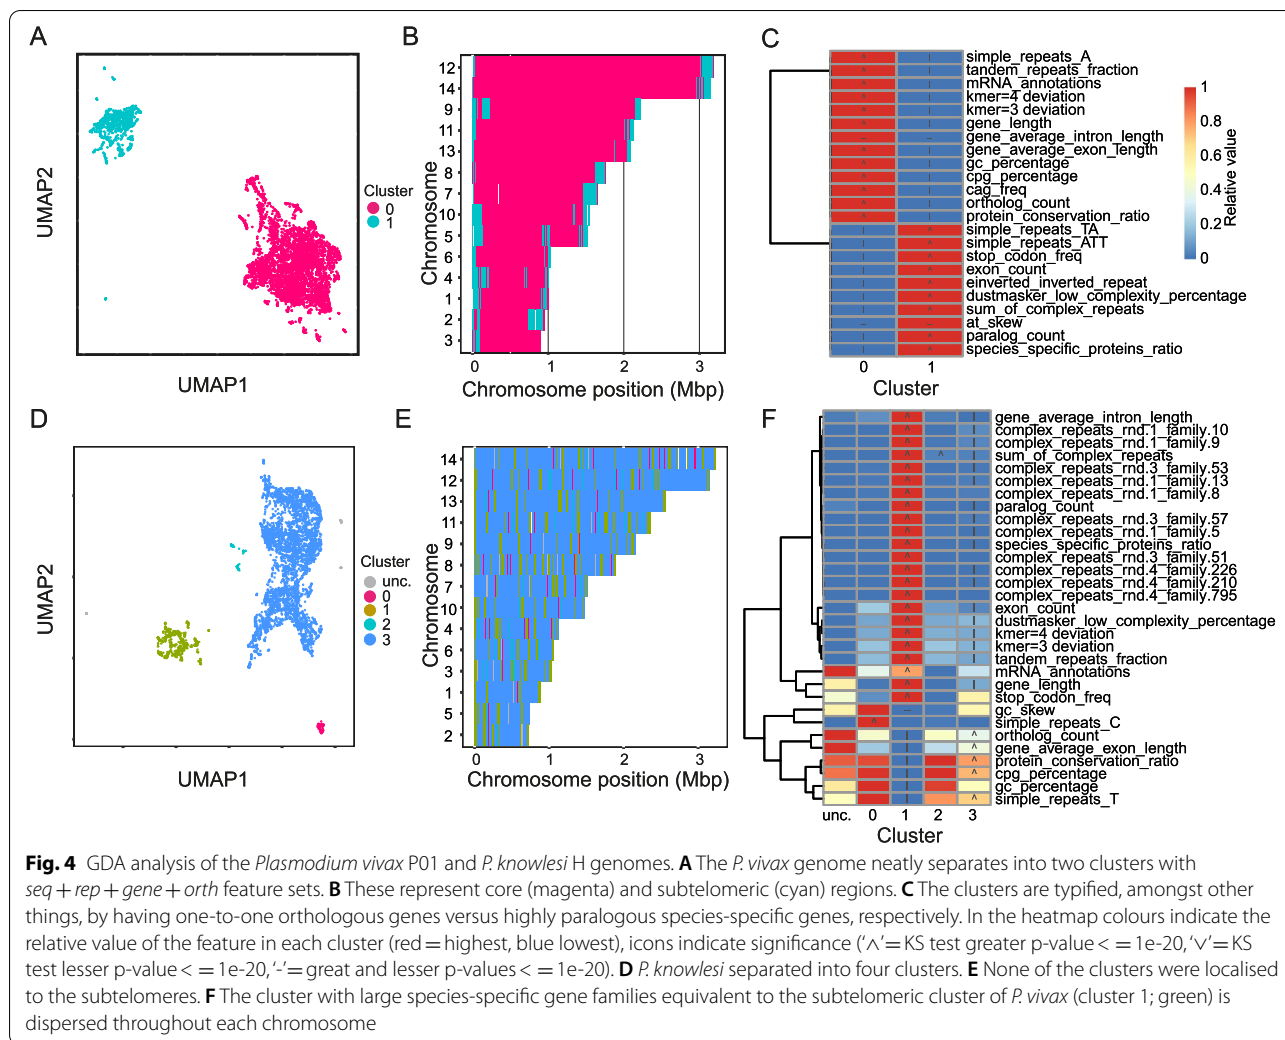 A
UMAP2
UMAP1
Cluster
0
1
B
Chromosome
12
14
9
11
13
8
7
10
5
6
4
1
2
3
0 1 2 3
Chromosome position (Mbp)
C
simple_repeats_A
tandem_repeats_fraction
mRNA_annotations
kmer=4 deviation
kmer=3 deviation
gene_length
gene_average_intron_length
gene_average_exon_length
gc_percentage
cpg_percentage
cag_freq
ortholog_count
protein_conservation_ratio
simple_repeats_TA
simple_repeats_ATT
stop_codon_freq
exon_count
einverted_inverted_repeat
dustmasker_low_complexity_percentage
sum_of_complex_repeats
at_skew
paralog_count
species_specific_proteins_ratio
0 1
Cluster
1
0.8
0.6
0.4
0.2
0
Relative value
D
UMAP2
UMAP1
Cluster
unc.
0
1
2
3
E
Chromosome
14
12
13
11
9
8
7
10
4
6
3
1
5
2
0 1 2 3
Chromosome position (Mbp)
F
gene_average_intron_length
complex_repeats_rnd.1_family.10
complex_repeats_rnd.1_family.9
sum_of_complex_repeats
complex_repeats_rnd.3_family.53
complex_repeats_rnd.1_family.13
complex_repeats_rnd.1_family.8
paralog_count
complex_repeats_rnd.3_family.57
complex_repeats_rnd.1_family.5
species_specific_proteins_ratio
complex_repeats_rnd.3_family.51
complex_repeats_rnd.4_family.226
complex_repeats_rnd.4_family.210
complex_repeats_rnd.4_family.795
exon_count
dustmasker_low_complexity_percentage
kmer=4 deviation
kmer=3 deviation
tandem_repeats_fraction
mRNA_annotations
gene_length
stop_codon_freq
gc_skew
simple_repeats_C
ortholog_count
gene_average_exon_length
protein_conservation_ratio
cpg_percentage
gc_percentage
simple_repeats_T
unc. 0 1 2 3
Cluster
Fig. 4 GDA analysis of the Plasmodium vivax P01 and P. knowlesi H genomes. A The P. vivax genome neatly separates into two clusters with
seq + rep + gene + orth feature sets. B These represent core (magenta) and subtelomeric (cyan) regions. C The clusters are typified, amongst other
things, by having one-to-one orthologous genes versus highly paralogous species-specific genes, respectively. In the heatmap colours indicate the
relative value of the feature in each cluster (red = highest, blue lowest), icons indicate significance (‘∧’ = KS test greater p-value < = 1e-20, ‘∨’ = KS
test lesser p-value < = 1e-20, ‘-’ = great and lesser p-values < = 1e-20). D P. knowlesi separated into four clusters. E None of the clusters were localised
to the subtelomeres. F The cluster with large species-specific gene families equivalent to the subtelomeric cluster of P. vivax (cluster 1; green) is
dispersed throughout each chromosome